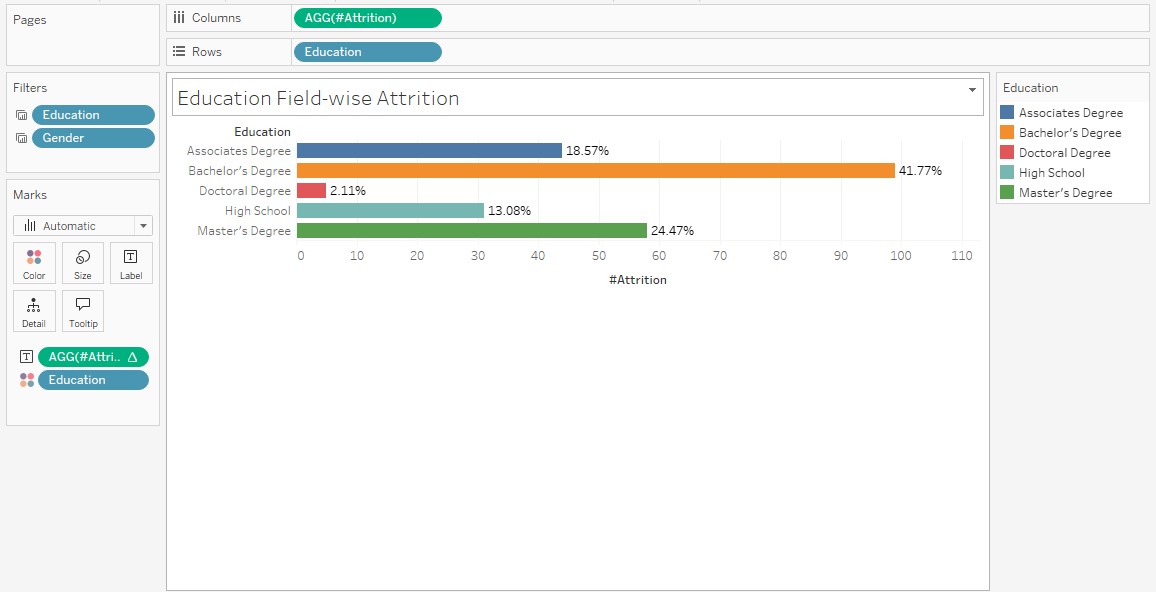 Pages
Columns
AGG(#Attrition)
Rows
Education
Filters
Education
Gender
Marks
Automatic
Color
Size
Label
Detail
Tooltip
AGG(#Attri..
Education
Education Field-wise Attrition
Education
Associates Degree 18.57%
Bachelor's Degree 41.77%
Doctoral Degree 2.11%
High School 13.08%
Master's Degree 24.47%
0 10 20 30 40 50 60 70 80 90 100 110
#Attrition
Education
Associates Degree
Bachelor's Degree
Doctoral Degree
High School
Master's Degree